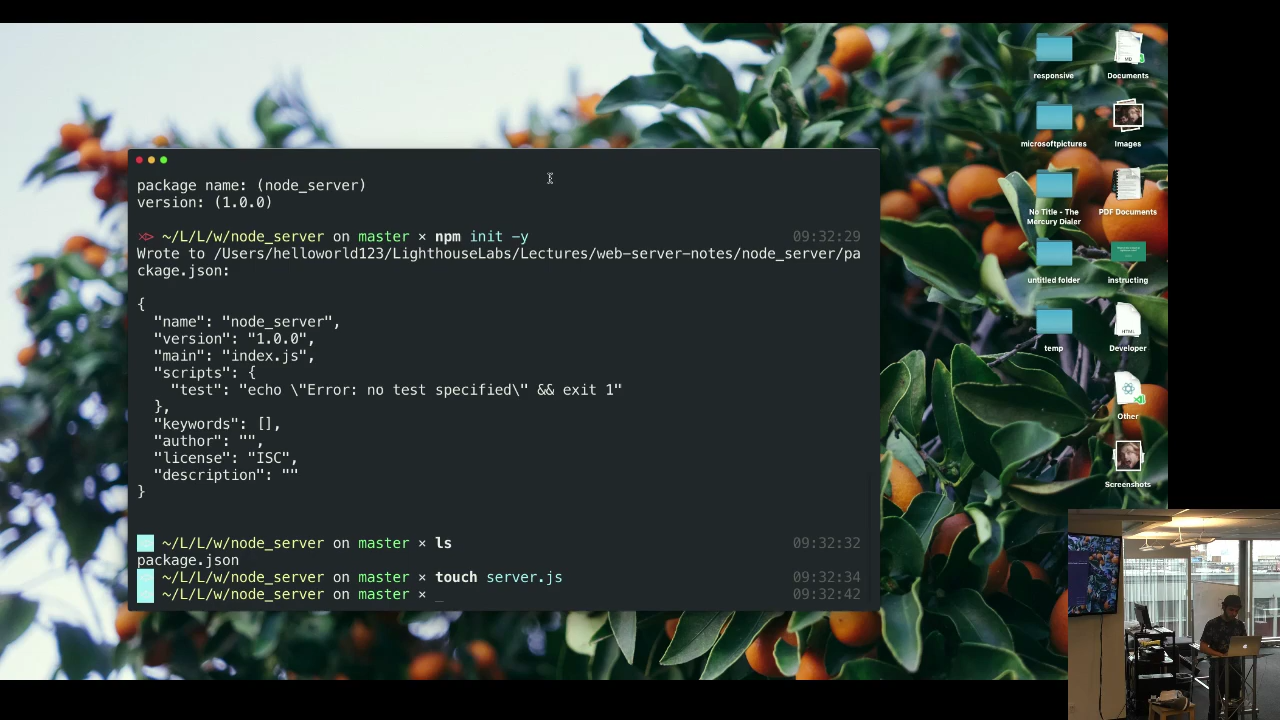 package name: (node_server)
version: (1.0.0)
~/L/L/w/node_server on master × npm init -y 09:32:29
Wrote to /Users/helloworld123/LighthouseLabs/Lectures/web-server-notes/node_server/pa
ckage.json:
{
"name": "node_server",
"version": "1.0.0",
"main": "index.js",
"scripts": {
"test": "echo \"Error: no test specified\" && exit 1"
},
"keywords": [],
"author": "",
"license": "ISC",
"description": ""
}
~/L/L/w/node_server on master × ls 09:32:32
package.json
~/L/L/w/node_server on master × touch server.js 09:32:34
~/L/L/w/node_server on master × _ 09:32:42
responsive
Documents
microsoftpictures
Images
No Title - The
Mercury Dialer
PDF Documents
untitled folder
instructing
temp
HTML
Developer
Other
Screenshots